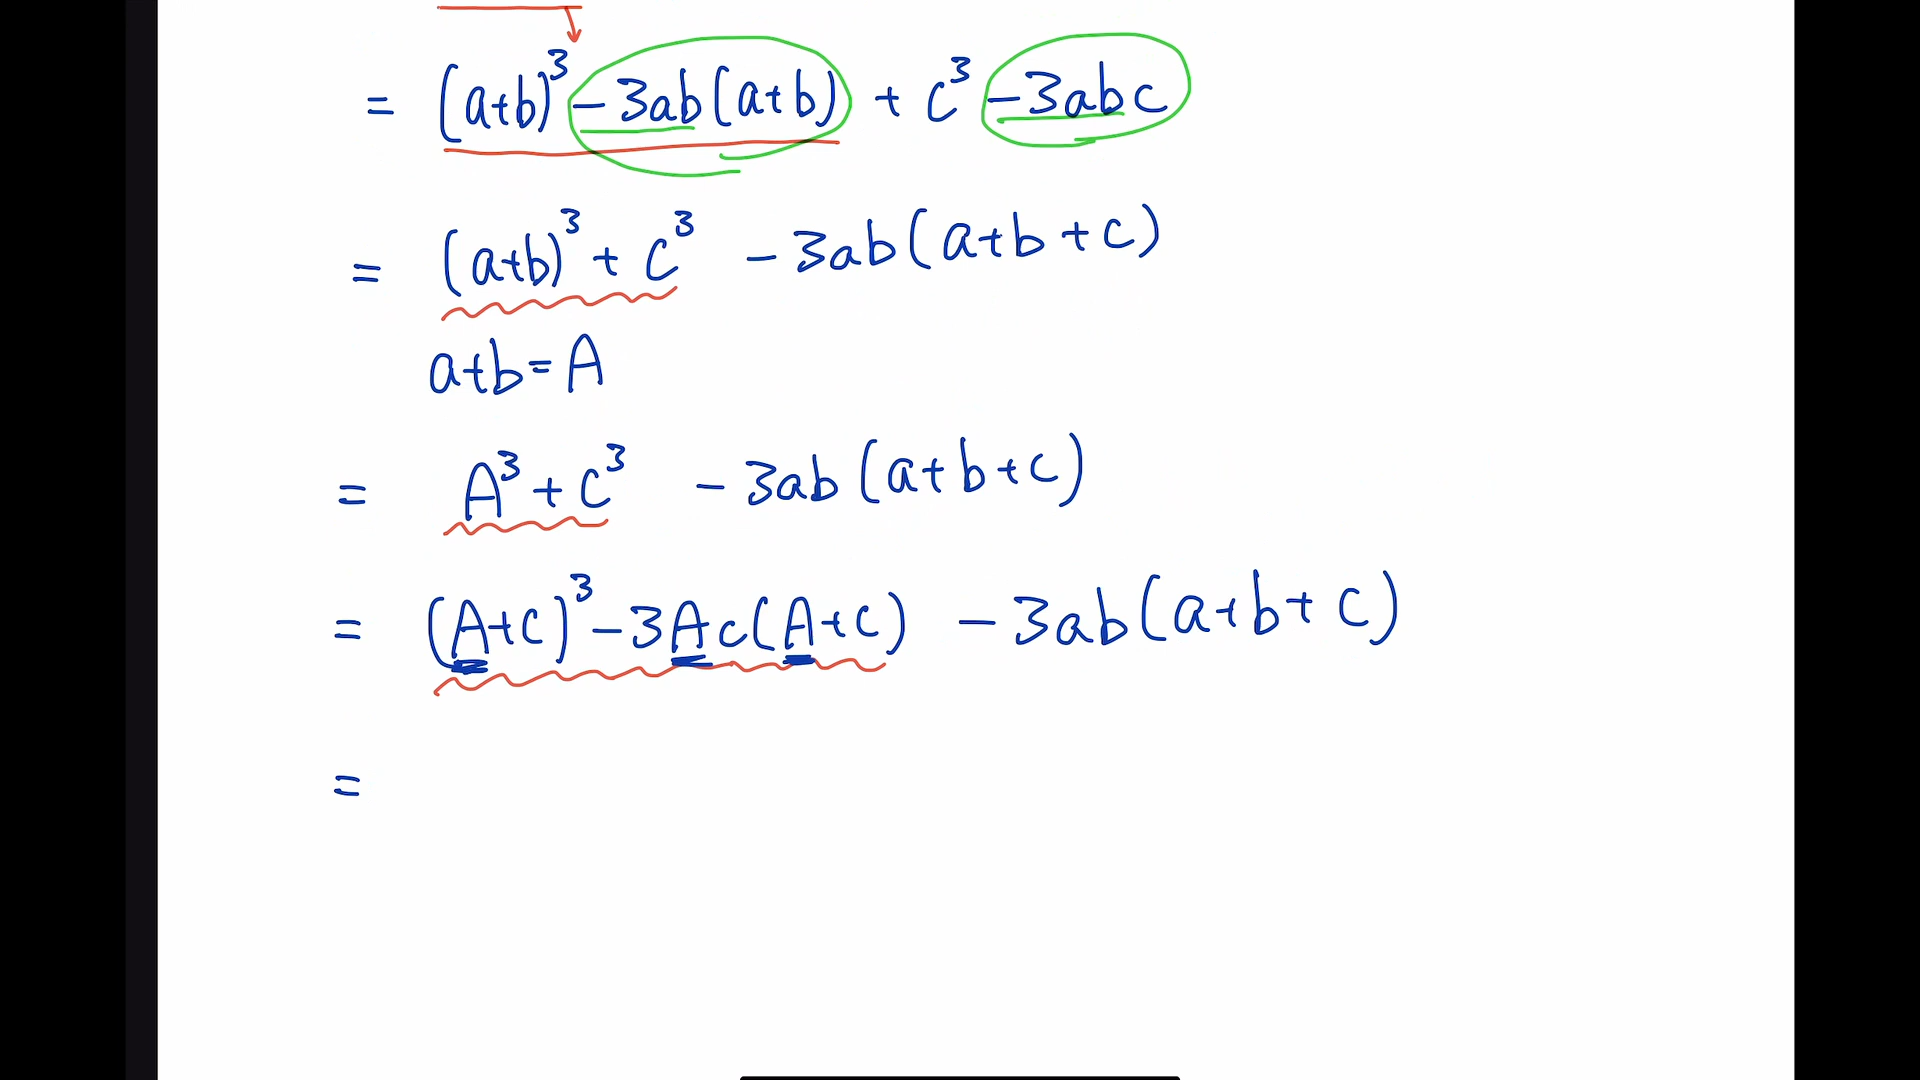 = (a+b)³ - 3ab(a+b) + c³ - 3abc
= (a+b)³ + c³ - 3ab(a+b+c)
a+b=A
= A³ + c³ - 3ab(a+b+c)
= (A+c)³ - 3Ac(A+c) - 3ab(a+b+c)
=